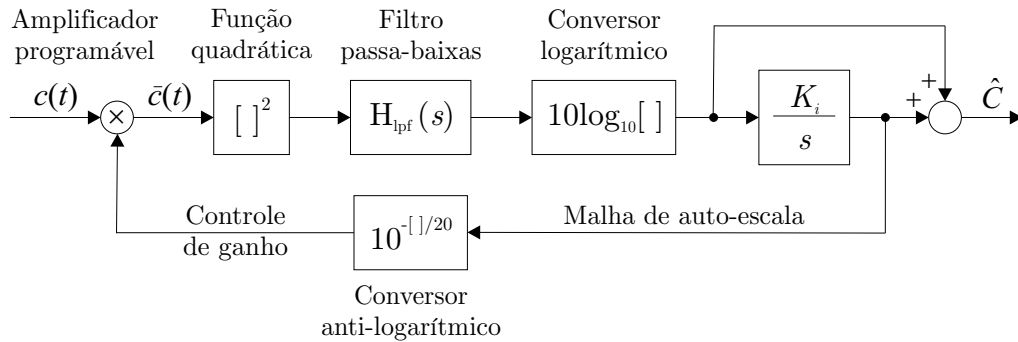 Amplificador
programável
Função
quadrática
Filtro
passa-baixas
Conversor
logarítmico
c(t)
×
c̄(t)
[ ]²
H_lpf(s)
10log₁₀[ ]
K_i
s
+
+
Ĉ
Controle
de ganho
10^-[ ]/20
Malha de auto-escala
Conversor
anti-logarítmico